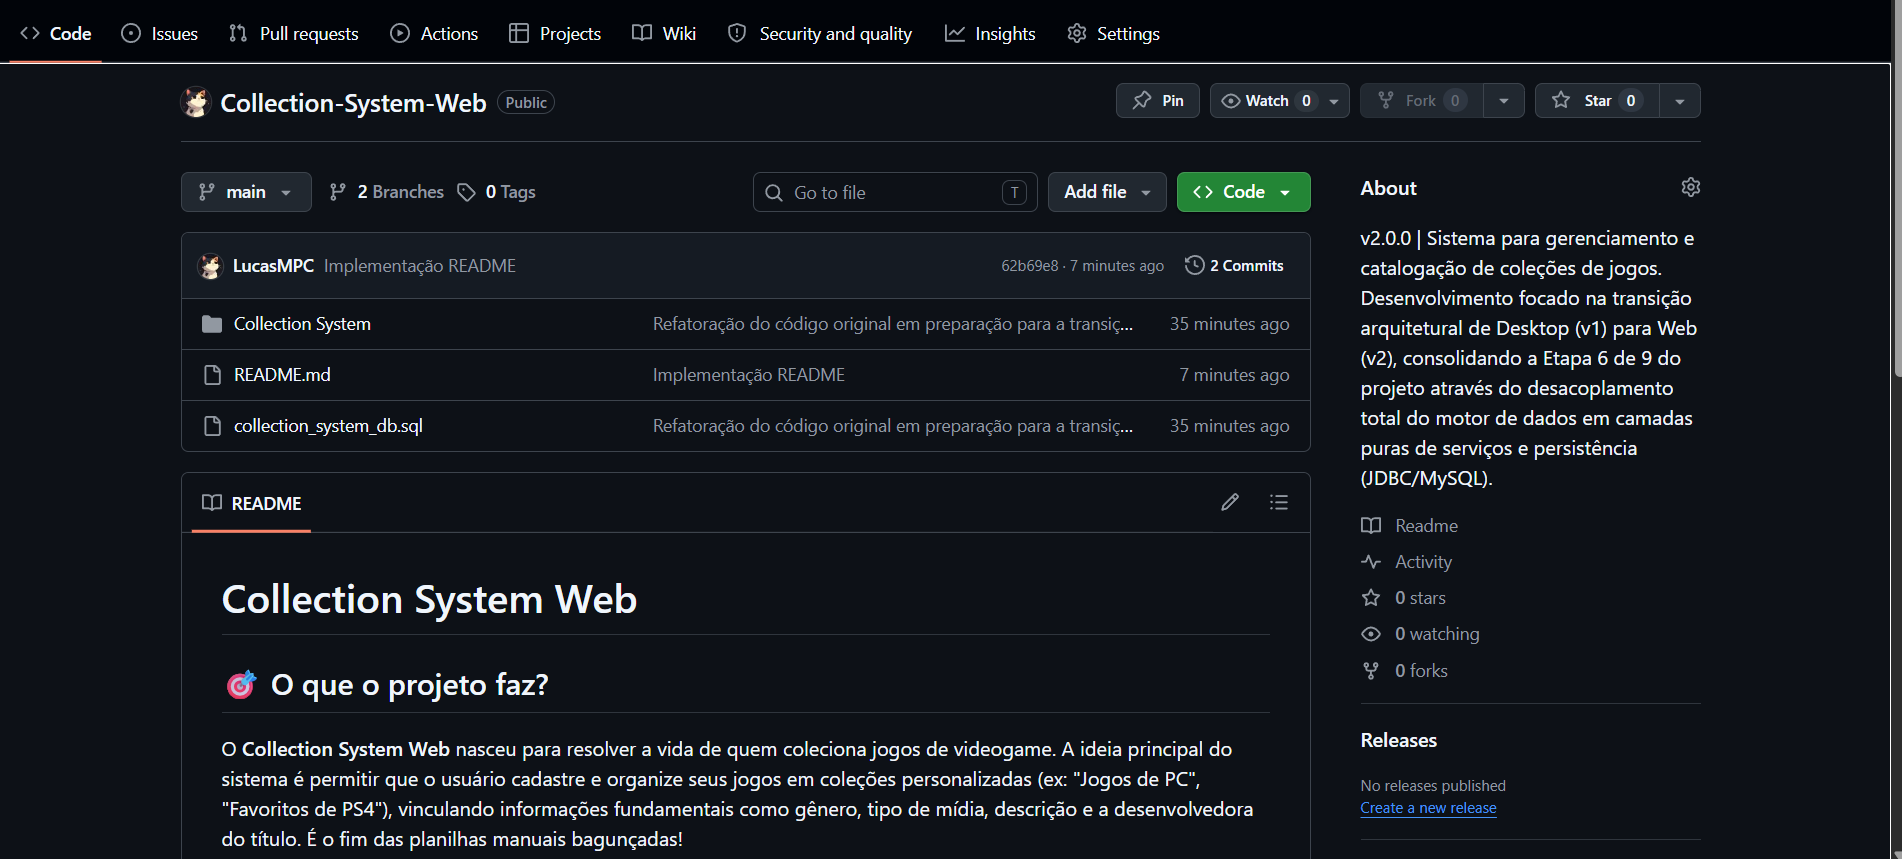 Code Issues Pull requests Actions Projects Wiki Security and quality Insights Settings
Collection-System-Web Public
Pin Watch 0 Fork 0 Star 0
main 2 Branches 0 Tags
Go to file T Add file Code
LucasMPC Implementação README 62b69e8 · 7 minutes ago 2 Commits
Collection System Refatoração do código original em preparação para a transiç... 35 minutes ago
README.md Implementação README 7 minutes ago
collection_system_db.sql Refatoração do código original em preparação para a transiç... 35 minutes ago
README
Collection System Web
O que o projeto faz?
O Collection System Web nasceu para resolver a vida de quem coleciona jogos de videogame. A ideia principal do
sistema é permitir que o usuário cadastre e organize seus jogos em coleções personalizadas (ex: "Jogos de PC",
"Favoritos de PS4"), vinculando informações fundamentais como gênero, tipo de mídia, descrição e a desenvolvedora
do título. É o fim das planilhas manuais bagunçadas!
About
v2.0.0 | Sistema para gerenciamento e
catalogação de coleções de jogos.
Desenvolvimento focado na transição
arquitetural de Desktop (v1) para Web
(v2), consolidando a Etapa 6 de 9 do
projeto através do desacoplamento
total do motor de dados em camadas
puras de serviços e persistência
(JDBC/MySQL).
Readme
Activity
0 stars
0 watching
0 forks
Releases
No releases published
Create a new release